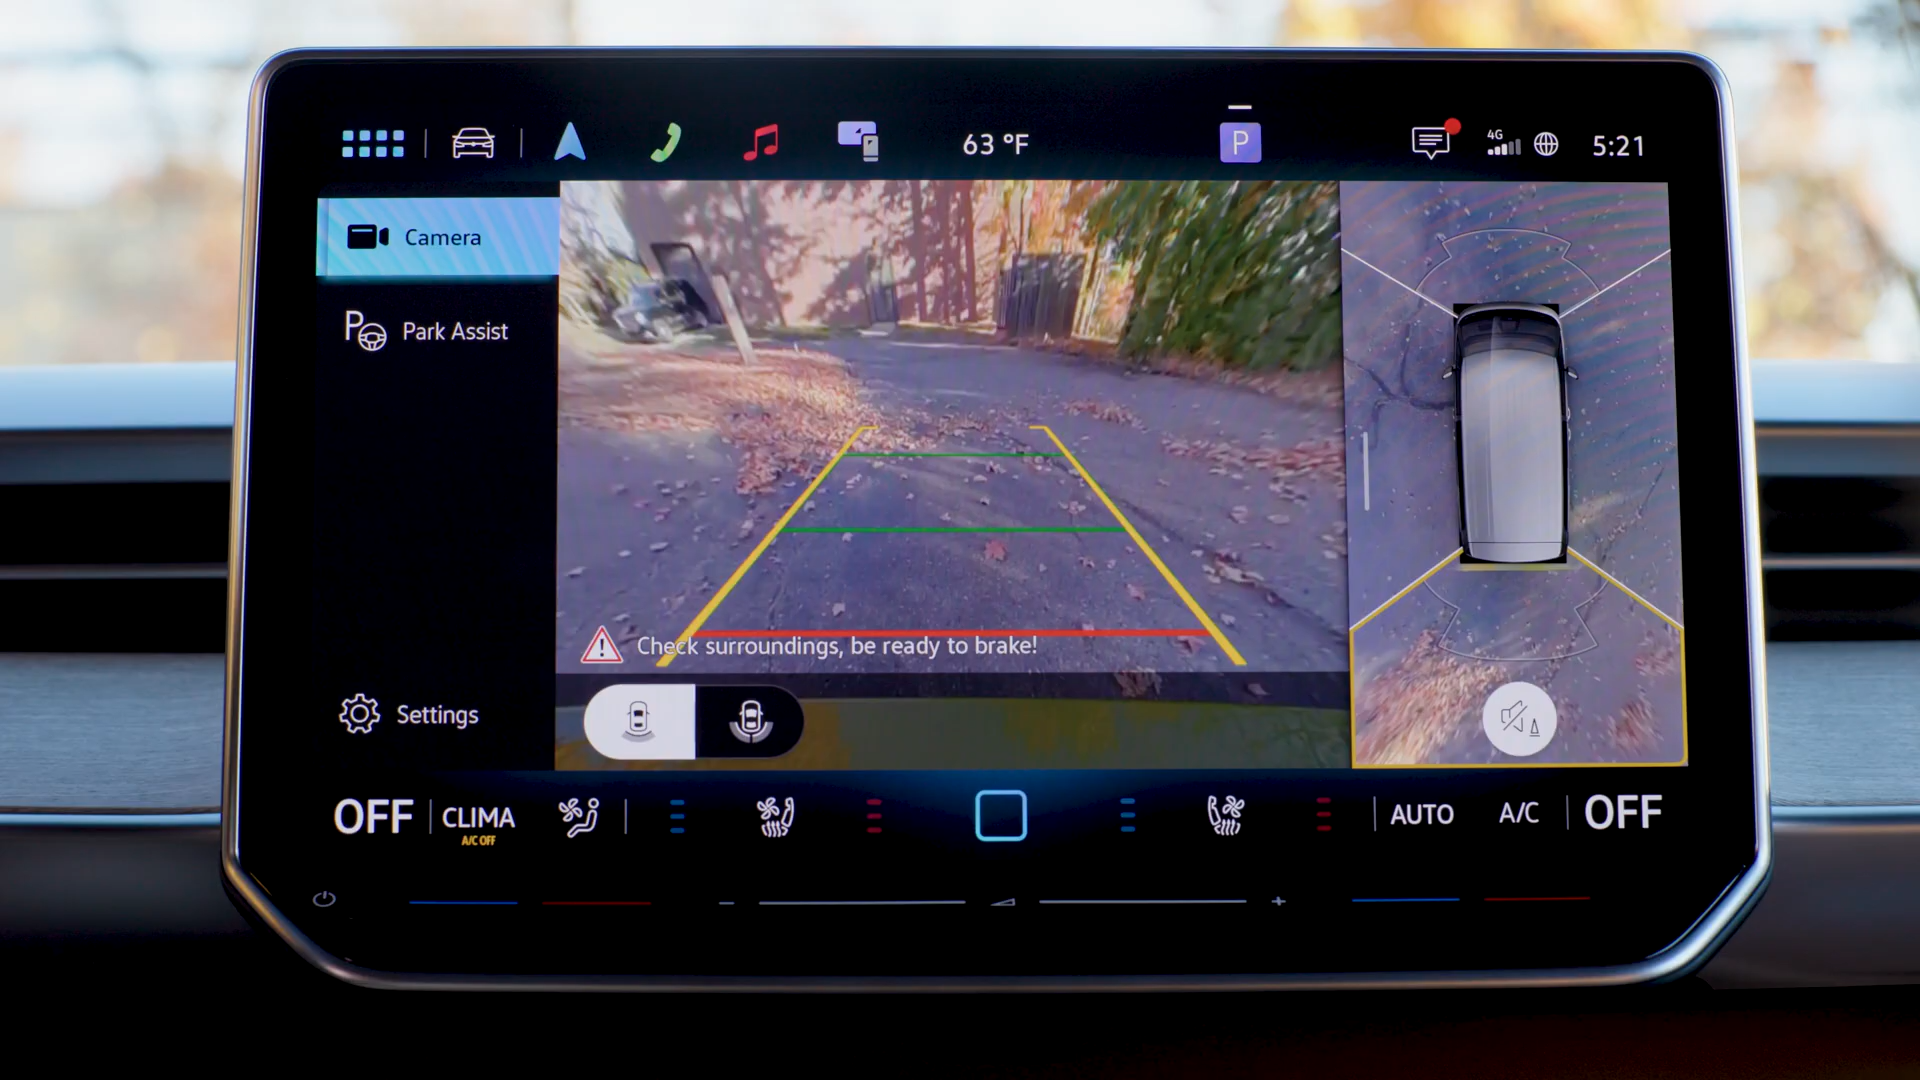 63 °F
P
4G
5:21
Camera
P Park Assist
Check surroundings, be ready to brake!
Settings
OFF
CLIMA
A/C OFF
AUTO
A/C
OFF